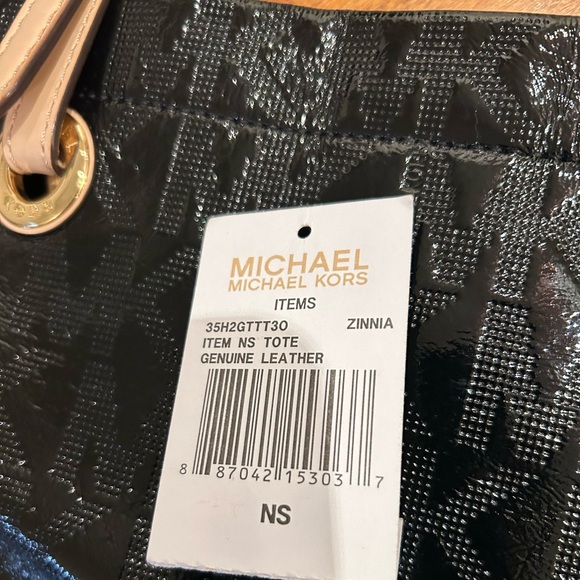 MICHAEL
MICHAEL KORS
ITEMS
35H2GTTT3O ZINNIA
ITEM NS TOTE
GENUINE LEATHER
8 87042 15303 7
NS